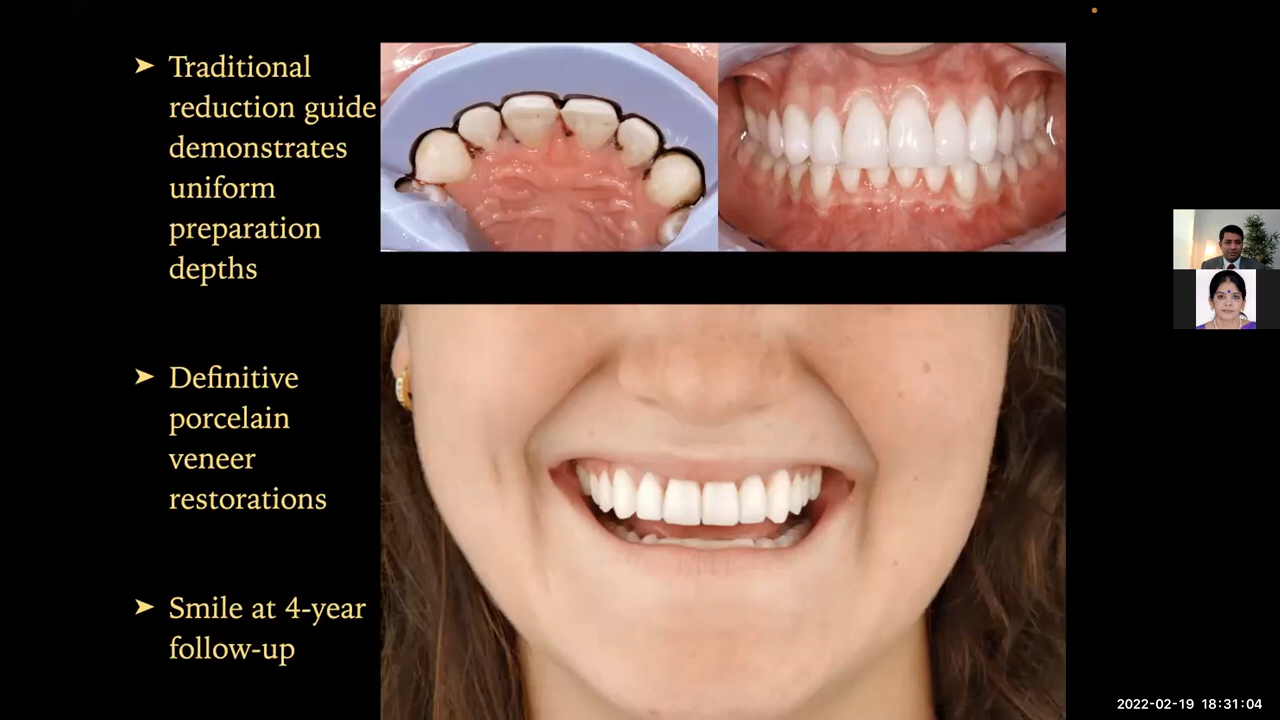 ➤ Traditional
reduction guide
demonstrates
uniform
preparation
depths
➤ Definitive
porcelain
veneer
restorations
➤ Smile at 4-year
follow-up
2022-02-19 18:31:04